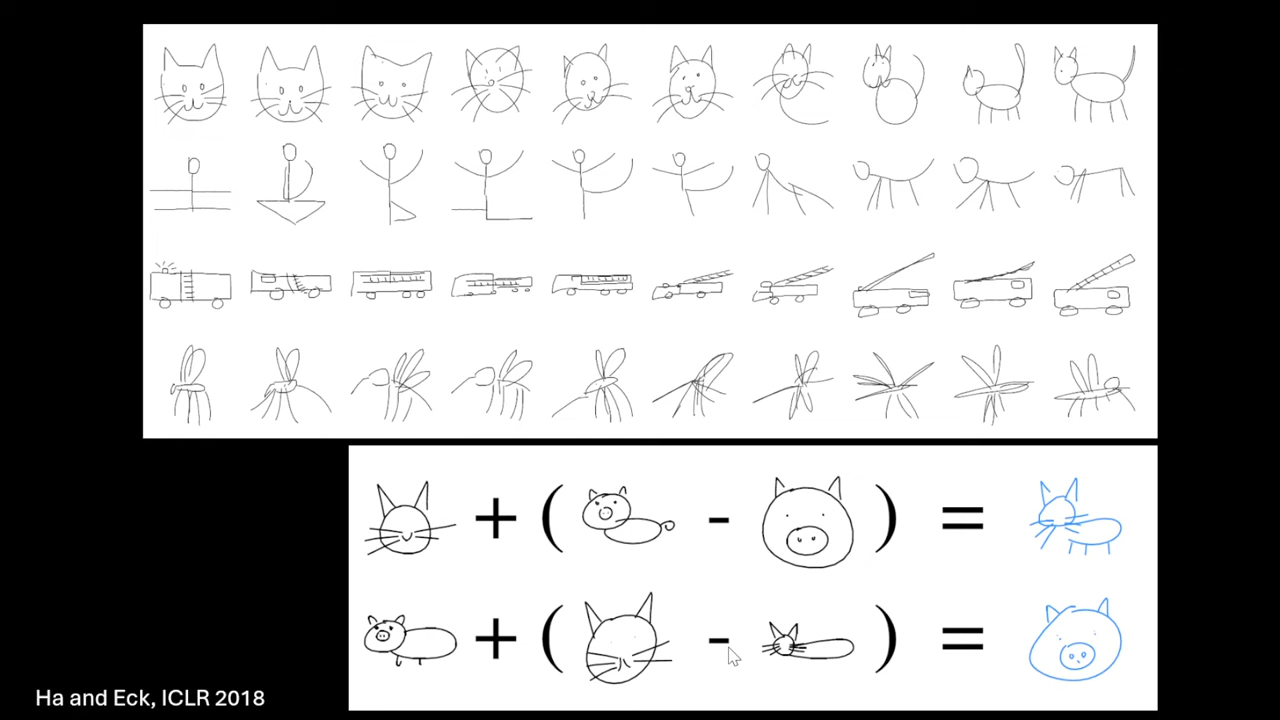 + ( - ) =
+ ( - ) =
Ha and Eck, ICLR 2018